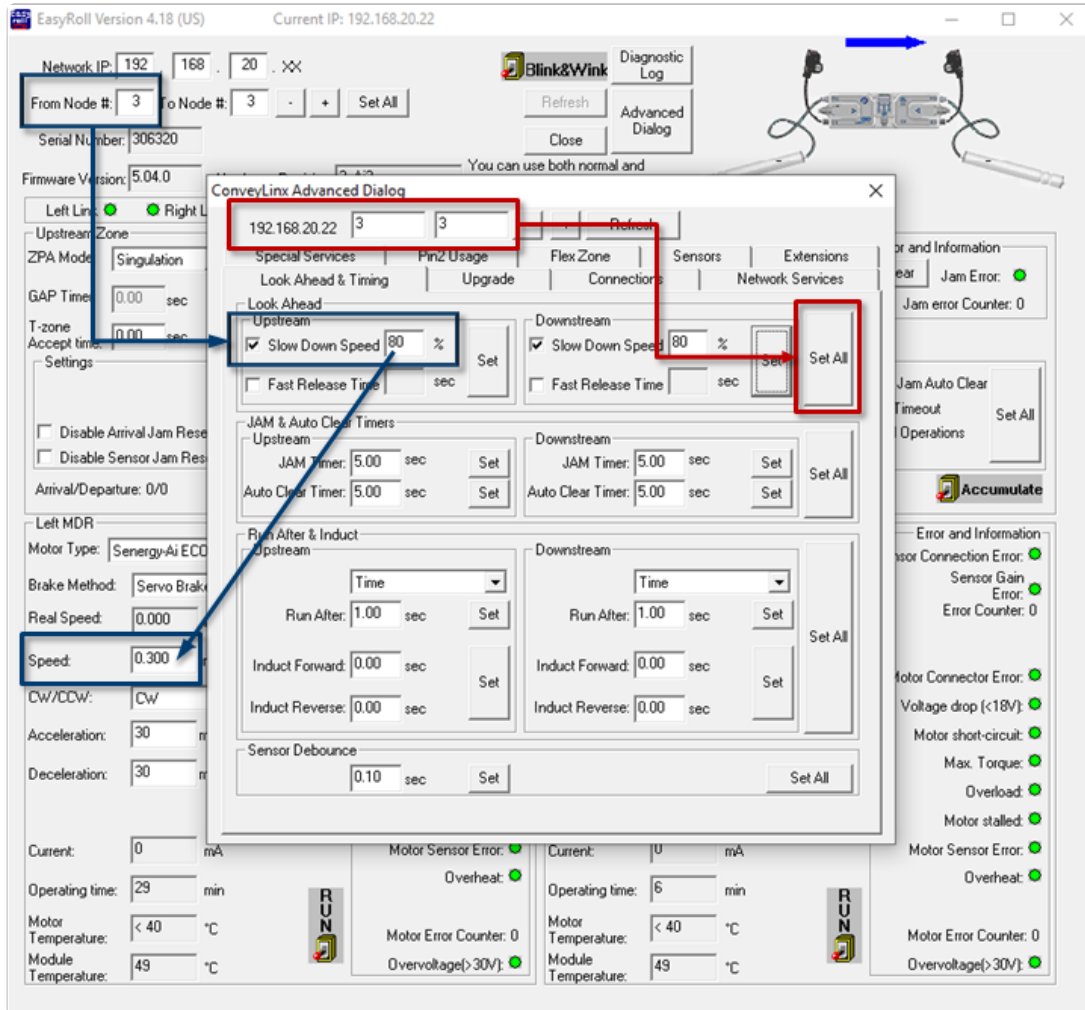 EasyRoll Version 4.18 (US) Current IP: 192.168.20.22
Network IP: 192 . 168 . 20 . XX
Blink&Wink
Diagnostic Log
From Node #: 3 To Node #: 3 - + Set All
Refresh
Advanced Dialog
Serial Number: 306320
Close
You can use both normal and
Firmware Version: 5.04.0
ConveyLinx Advanced Dialog
Left Link Right L
192.168.20.22 3 3 Refresh
Upstream Zone
ZPA Mode Singulation
GAP Timer 0.00 sec
T-zone
Accept time: 0.00 sec
Settings
Disable Arrival Jam Rese
Disable Sensor Jam Res
Arrival/Departure: 0/0
Special Services Pin2 Usage Flex Zone Sensors Extensions
Look Ahead & Timing Upgrade Connections Network Services
Look Ahead
Upstream
Slow Down Speed 80 %
Set
Fast Release Time sec
Downstream
Slow Down Speed 80 %
Set
Fast Release Time sec
Set All
JAM & Auto Clear Timers
Upstream
JAM Timer: 5.00 sec Set
Auto Clear Timer: 5.00 sec Set
Downstream
JAM Timer: 5.00 sec Set
Auto Clear Timer: 5.00 sec Set
Set All
Run After & Induct
Upstream
Time
Run After: 1.00 sec Set
Induct Forward: 0.00 sec
Set
Induct Reverse: 0.00 sec
Downstream
Time
Run After: 1.00 sec Set
Induct Forward: 0.00 sec
Set
Induct Reverse: 0.00 sec
Set All
Sensor Debounce
0.10 sec Set Set All
or and Information
ear Jam Error:
Jam error Counter: 0
Jam Auto Clear
Timeout
Operations
Set All
Accumulate
Left MDR
Motor Type: Senergy-Ai ECO
Brake Method: Servo Brake
Real Speed: 0.000
Speed: 0.300
CW/CCW: CW
Acceleration: 30
Deceleration: 30
Current: 0 mA
Operating time: 29 min
Motor
Temperature: < 40 °C
Module
Temperature: 49 °C
RUN
Motor Sensor Error:
Overheat:
Motor Error Counter: 0
Overvoltage(>30V):
Current: 0 mA
Operating time: 6 min
Motor
Temperature: < 40 °C
Module
Temperature: 49 °C
RUN
Error and Information
nsor Connection Error:
Sensor Gain
Error:
Error Counter: 0
Motor Connector Error:
Voltage drop (<18V):
Motor short-circuit:
Max. Torque:
Overload:
Motor stalled:
Motor Sensor Error:
Overheat:
Motor Error Counter: 0
Overvoltage(>30V):